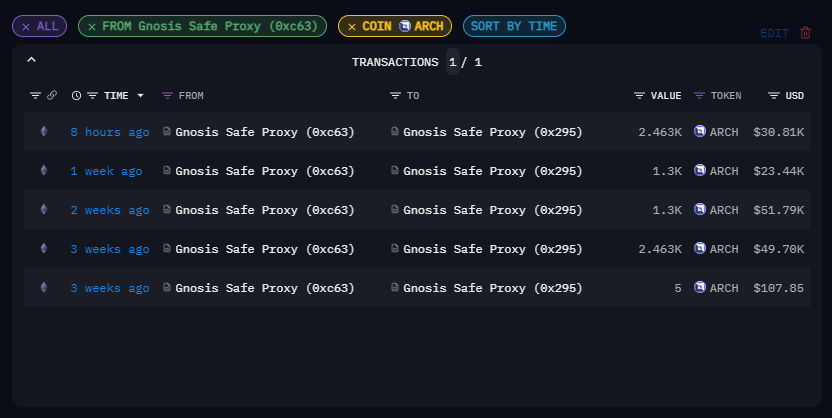 × ALL × FROM Gnosis Safe Proxy (0xc63) × COIN ARCH SORT BY TIME
EDIT
TRANSACTIONS 1 / 1
TIME FROM TO VALUE TOKEN USD
8 hours ago Gnosis Safe Proxy (0xc63) Gnosis Safe Proxy (0x295) 2.463K ARCH $30.81K
1 week ago Gnosis Safe Proxy (0xc63) Gnosis Safe Proxy (0x295) 1.3K ARCH $23.44K
2 weeks ago Gnosis Safe Proxy (0xc63) Gnosis Safe Proxy (0x295) 1.3K ARCH $51.79K
3 weeks ago Gnosis Safe Proxy (0xc63) Gnosis Safe Proxy (0x295) 2.463K ARCH $49.70K
3 weeks ago Gnosis Safe Proxy (0xc63) Gnosis Safe Proxy (0x295) 5 ARCH $107.85